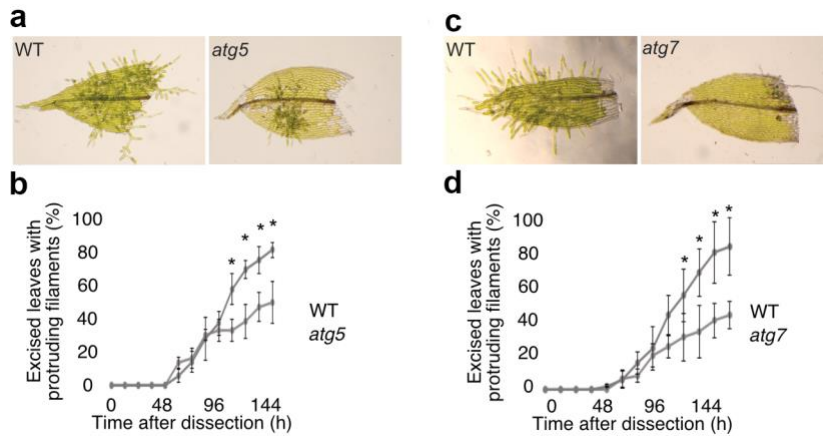 a
WT
atg5
c
WT
atg7
b
Excised leaves with
protruding filaments (%)
100
80
60
40
20
0
* * * *
WT
atg5
0 48 96 144
Time after dissection (h)
d
Excised leaves with
protruding filaments (%)
100
80
60
40
20
0
* * * *
WT
atg7
0 48 96 144
Time after dissection (h)